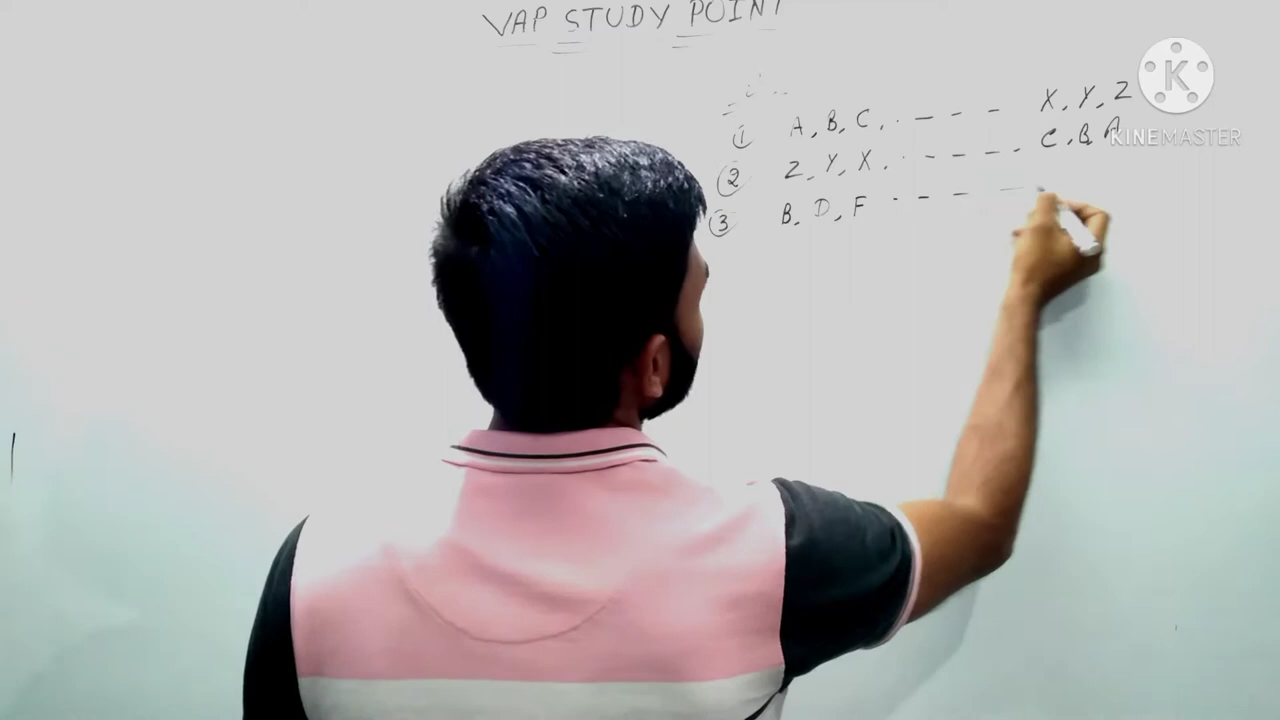 VAP STUDY POINT
① A, B, C, . - - - X, Y, Z
② Z, Y, X. . - - - . C, B, A
③ B, D, F . - - -
K
KINEMASTER